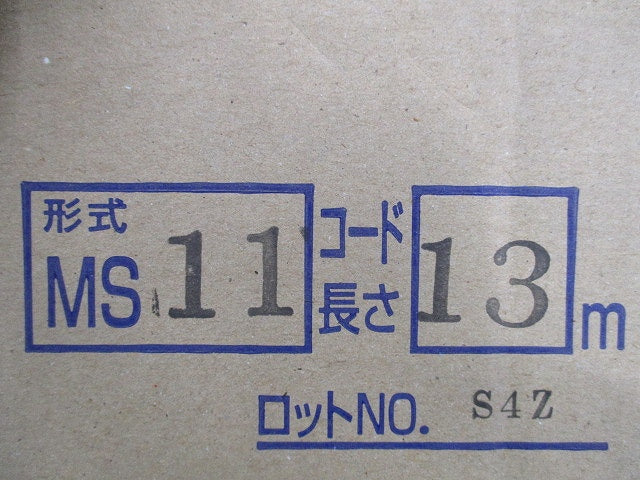 形式
MS 11
コード
長さ
13 m
ロットNO. S4Z